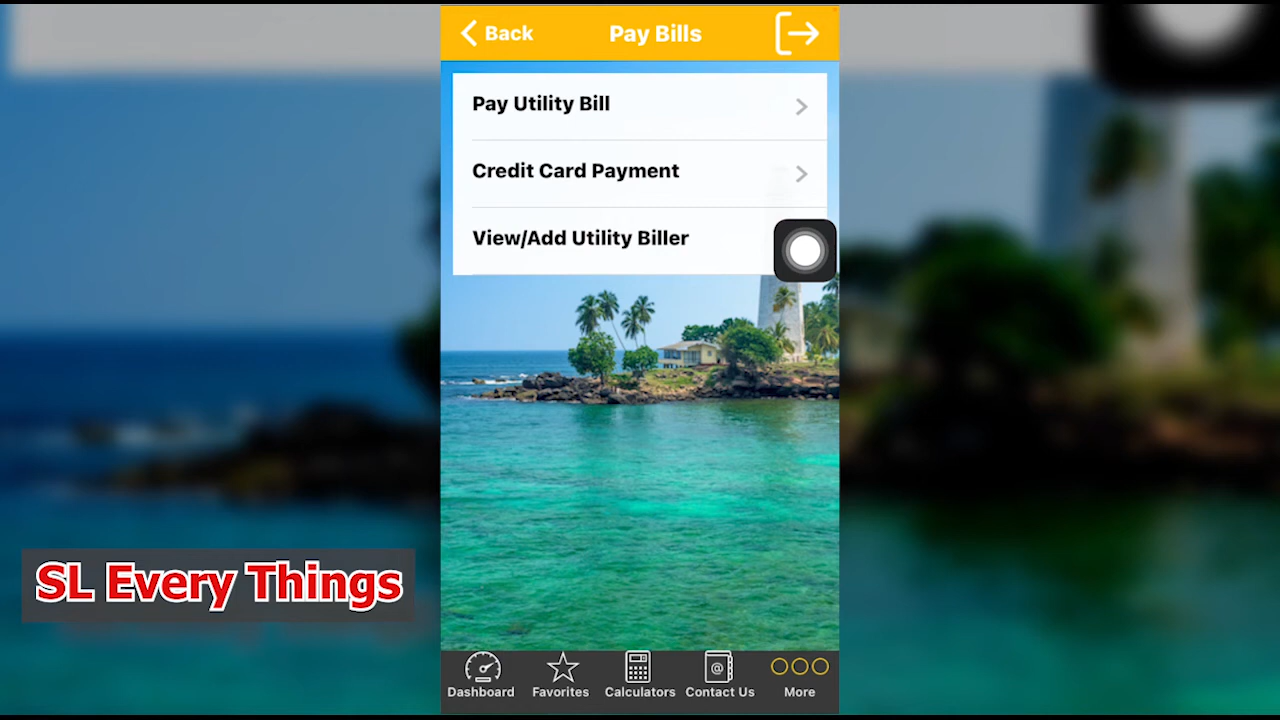 Back
Pay Bills
Pay Utility Bill
Credit Card Payment
View/Add Utility Biller
SL Every Things
Dashboard
Favorites
Calculators
Contact Us
More